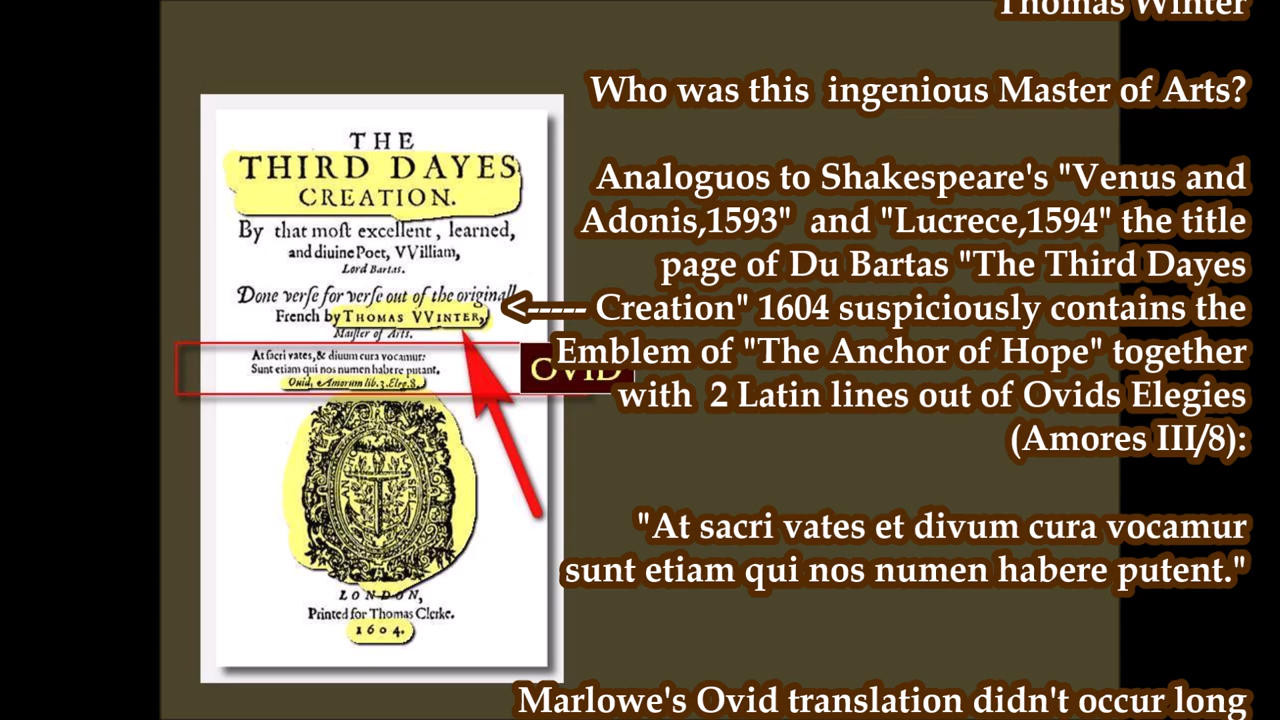 Thomas Winter
Who was this ingenious Master of Arts?
Analoguos to Shakespeare's "Venus and
Adonis,1593" and "Lucrece,1594" the title
page of Du Bartas "The Third Dayes
<----- Creation" 1604 suspiciously contains the
Emblem of "The Anchor of Hope" together
with 2 Latin lines out of Ovids Elegies
(Amores III/8):
"At sacri vates et divum cura vocamur
sunt etiam qui nos numen habere putent."
Marlowe's Ovid translation didn't occur long
THE
THIRD DAYES
CREATION.
By that moſt excellent, learned,
and diuine Poet, VVilliam,
Lord Bartas.
Done verſe for verſe out of the originall
French by THOMAS VVINTER,
Maiſter of Arts.
At ſacri vates, & diuum cura vocamur:
Sunt etiam qui nos numen habere putant.
Ouid, Amorum lib. 3. Eleg. 8.
OVID
LONDON,
Printed for Thomas Clerke.
1604.